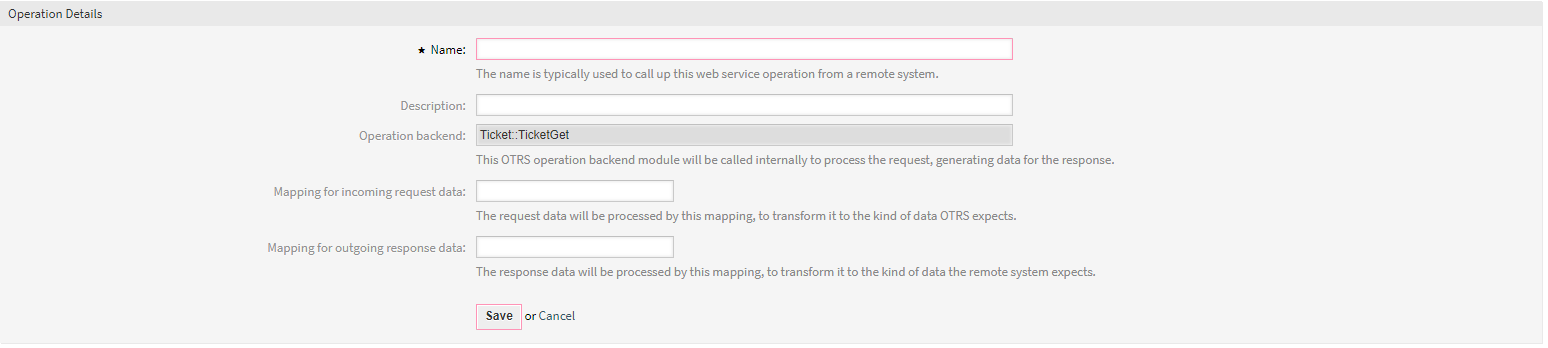 Operation Details
★ Name:
The name is typically used to call up this web service operation from a remote system.
Description:
Operation backend: Ticket::TicketGet
This OTRS operation backend module will be called internally to process the request, generating data for the response.
Mapping for incoming request data:
The request data will be processed by this mapping, to transform it to the kind of data OTRS expects.
Mapping for outgoing response data:
The response data will be processed by this mapping, to transform it to the kind of data the remote system expects.
Save or Cancel